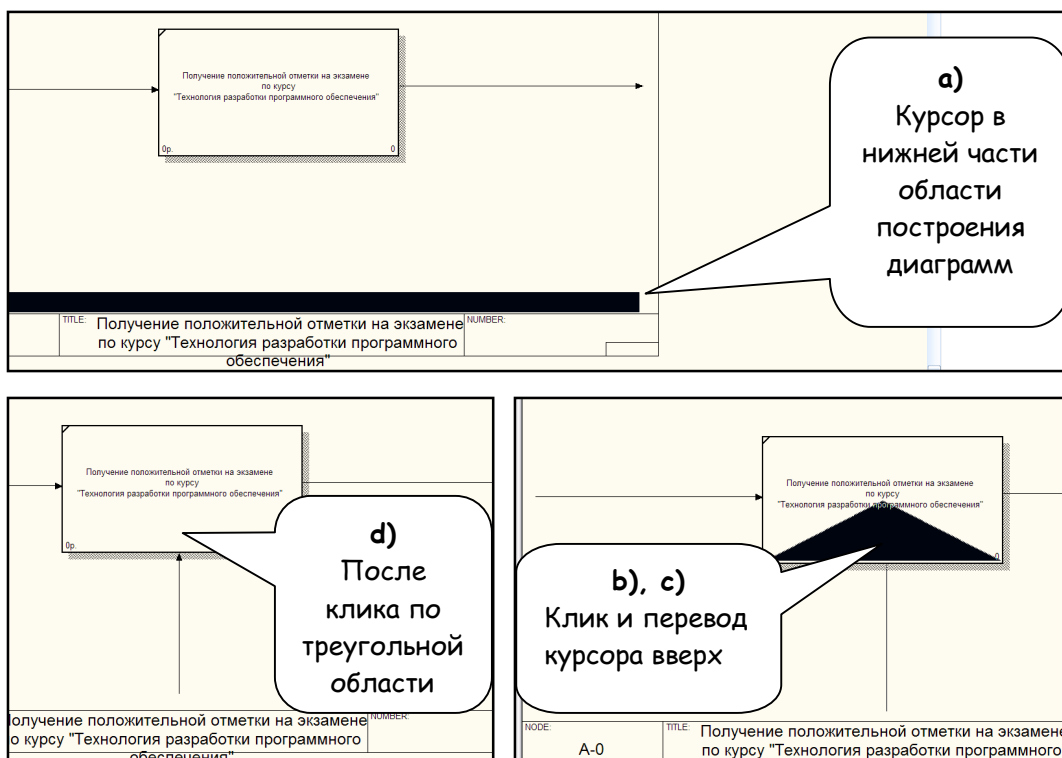 Получение положительной отметки на экзамене
по курсу
"Технология разработки программного обеспечения"
0р.
0
a)
Курсор в
нижней части
области
построения
диаграмм
TITLE:
Получение положительной отметки на экзамене
по курсу "Технология разработки программного
обеспечения"
NUMBER:
Получение положительной отметки на экзамене
по курсу
"Технология разработки программного обеспечения"
0р.
d)
После
клика по
треугольной
области
олучение положительной отметки на экзамене
о курсу "Технология разработки программного
обеспечения"
NUMBER:
Получение положительной отметки на экзамене
по курсу
"Технология разработки программного обеспечения"
0
b), c)
Клик и перевод
курсора вверх
NODE:
A-0
TITLE:
Получение положительной отметки на экзамене
по курсу "Технология разработки программного